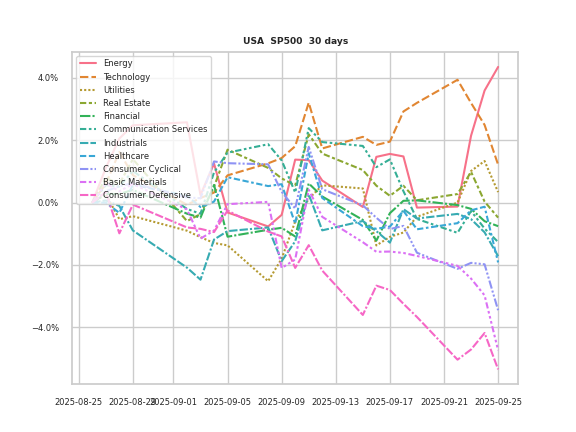 USA SP500 30 days
Energy
Technology
Utilities
Real Estate
Financial
Communication Services
Industrials
Healthcare
Consumer Cyclical
Basic Materials
Consumer Defensive
4.0%
2.0%
0.0%
−2.0%
−4.0%
2025-08-25 2025-08-29 2025-09-01 2025-09-05 2025-09-09 2025-09-13 2025-09-17 2025-09-21 2025-09-25